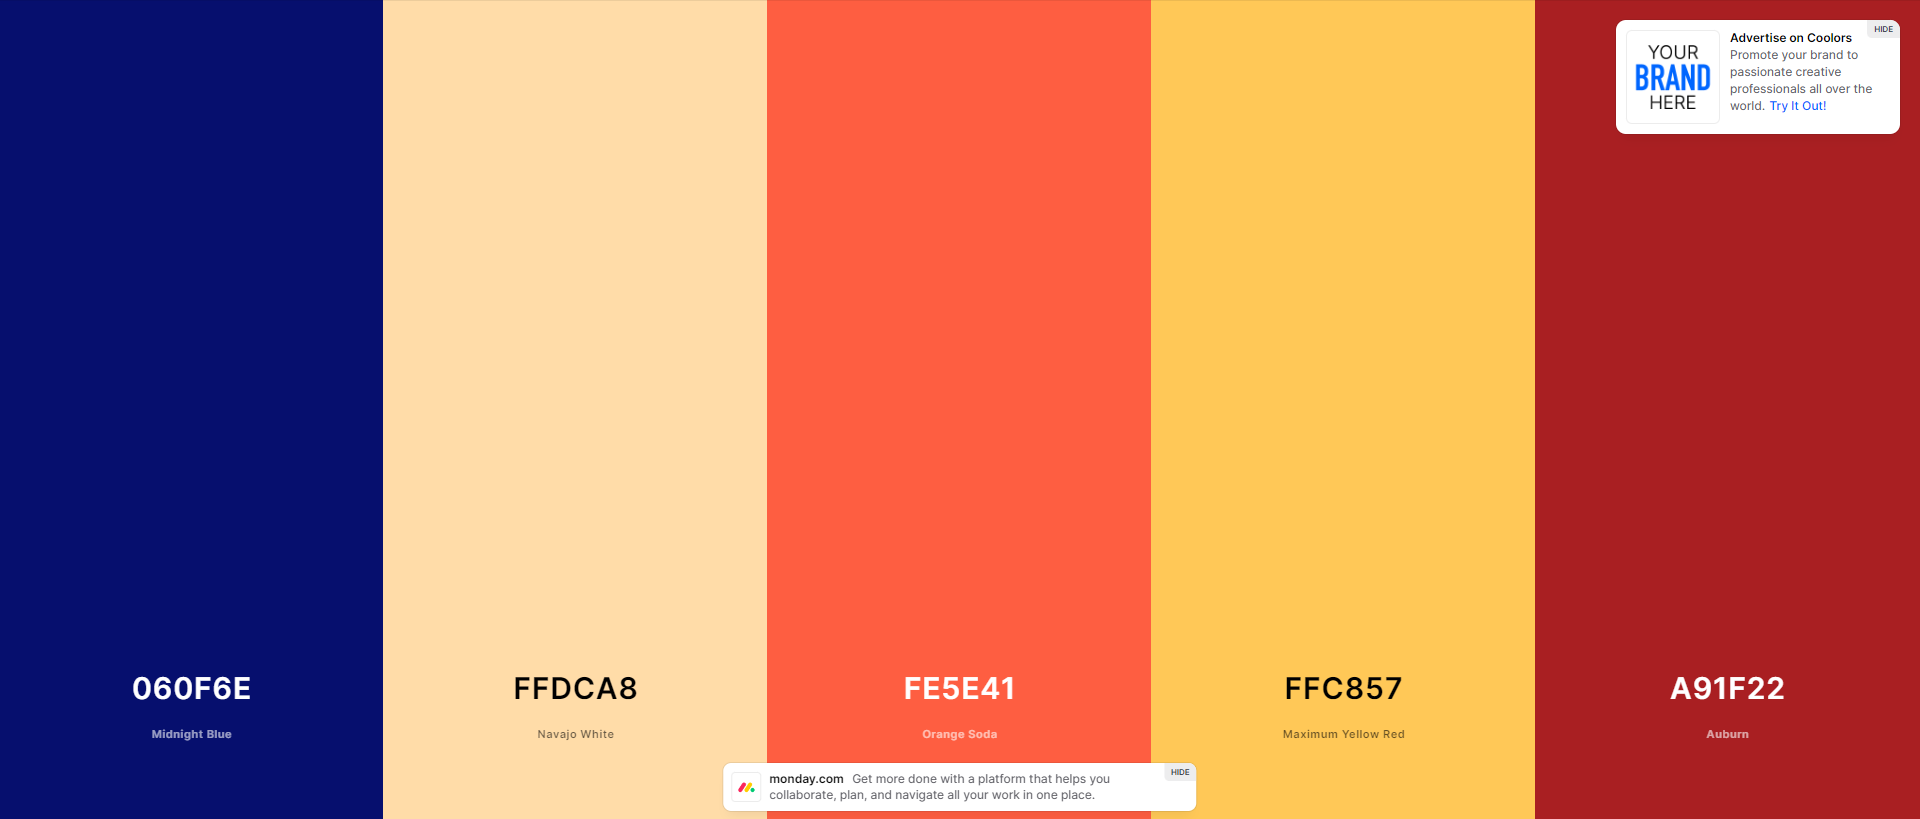 HIDE
Advertise on Coolors
YOUR
BRAND
HERE
Promote your brand to
passionate creative
professionals all over the
world. Try It Out!
060F6E
FFDCA8
FE5E41
FFC857
A91F22
Midnight Blue
Navajo White
Orange Soda
Maximum Yellow Red
Auburn
HIDE
monday.com Get more done with a platform that helps you
collaborate, plan, and navigate all your work in one place.